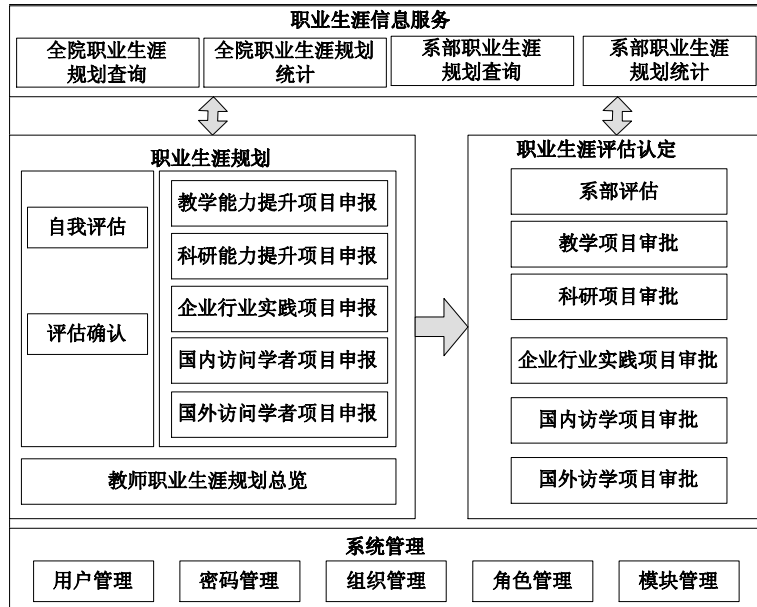 职业生涯信息服务
全院职业生涯
规划查询
全院职业生涯规划
统计
系部职业生涯
规划查询
系部职业生涯
规划统计
职业生涯规划
自我评估
评估确认
教学能力提升项目申报
科研能力提升项目申报
企业行业实践项目申报
国内访问学者项目申报
国外访问学者项目申报
教师职业生涯规划总览
职业生涯评估认定
系部评估
教学项目审批
科研项目审批
企业行业实践项目审批
国内访学项目审批
国外访学项目审批
系统管理
用户管理
密码管理
组织管理
角色管理
模块管理